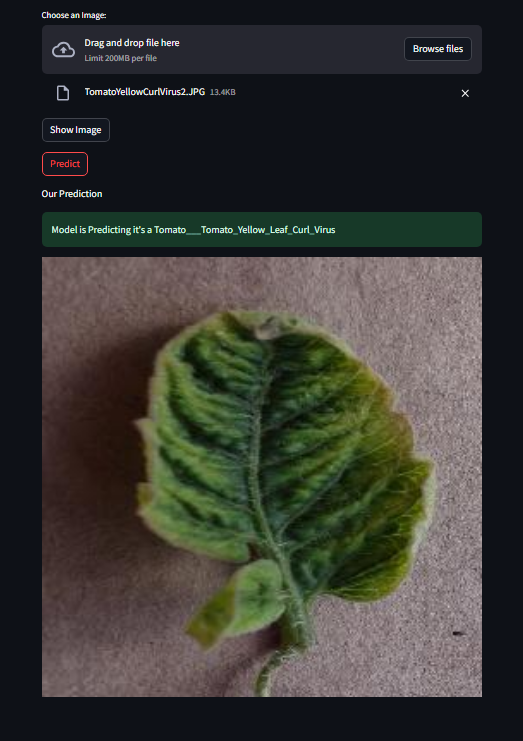 Choose an Image:
Drag and drop file here
Limit 200MB per file
Browse files
TomatoYellowCurlVirus2.JPG 13.4KB
Show Image
Predict
Our Prediction
Model is Predicting it's a Tomato___Tomato_Yellow_Leaf_Curl_Virus